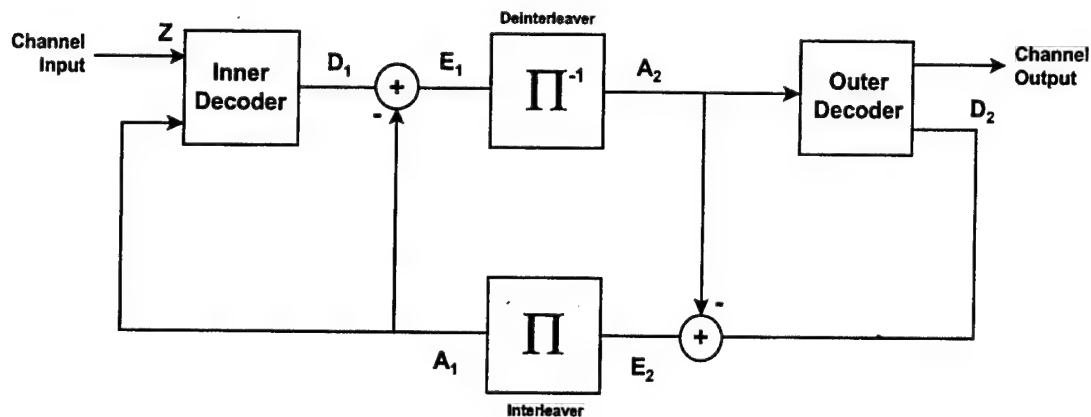 Deinterleaver
Channel
Input
Z
Inner
Decoder
D₁
+
-
E₁
∏⁻¹
A₂
Outer
Decoder
Channel
Output
D₂
A₁
∏
E₂
+
-
Interleaver